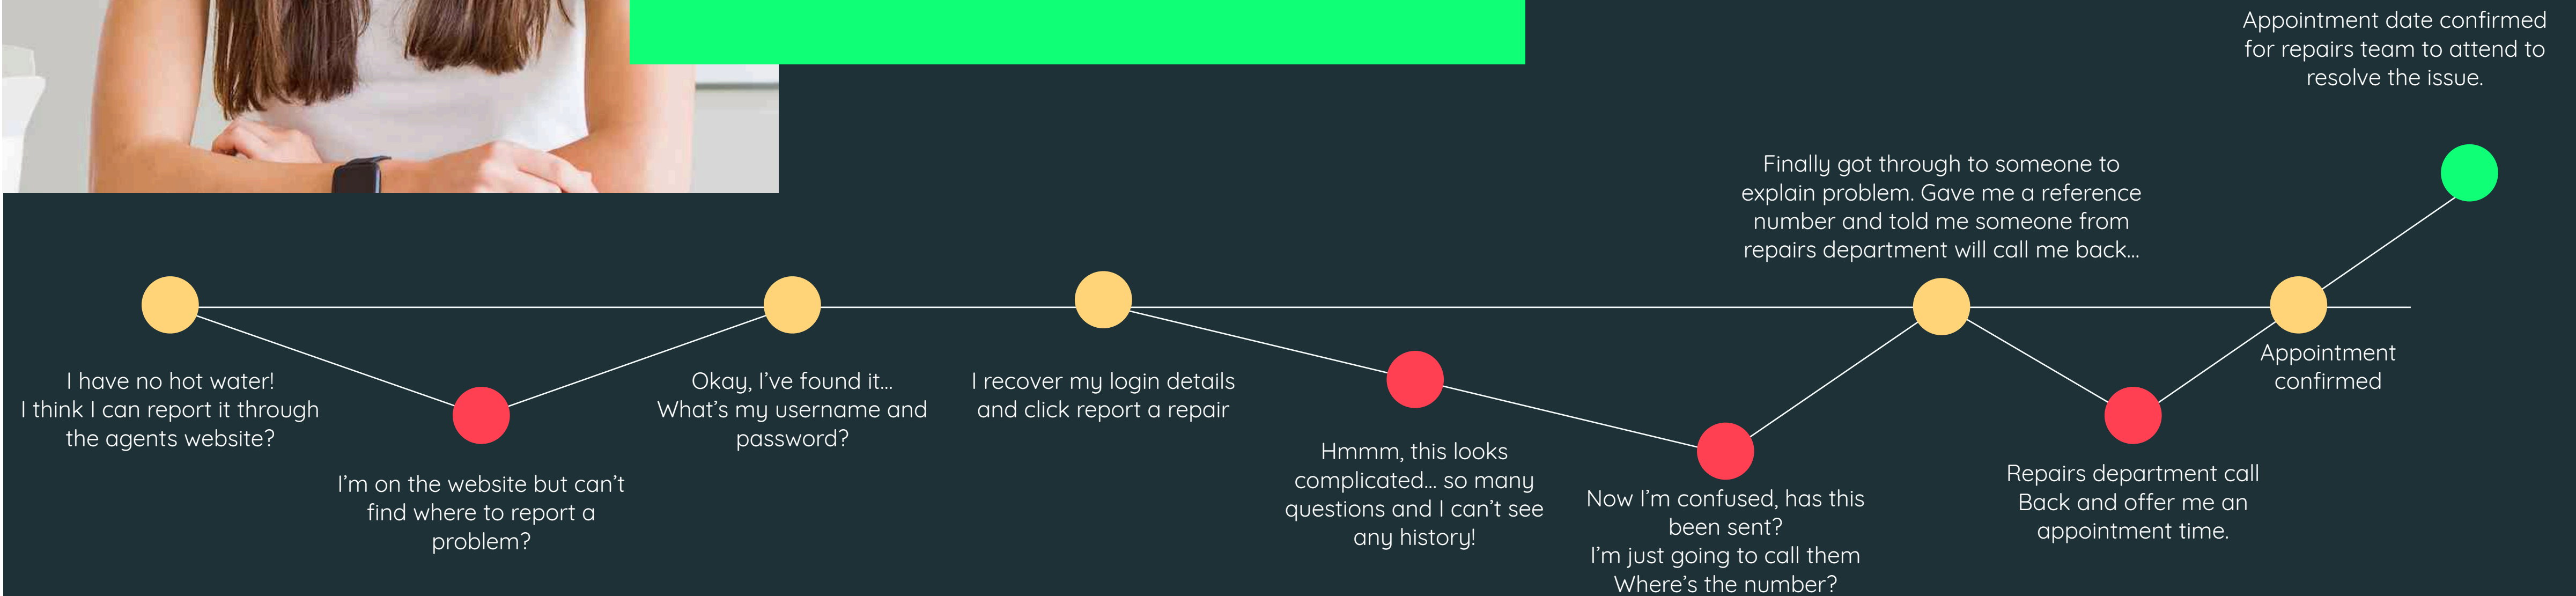 I have no hot water!
I think I can report it through
the agents website?
I'm on the website but can't
find where to report a
problem?
Okay, I've found it...
What's my username and
password?
I recover my login details
and click report a repair
Hmmm, this looks
complicated... so many
questions and I can't see
any history!
Now I'm confused, has this
been sent?
I'm just going to call them
Where's the number?
Finally got through to someone to
explain problem. Gave me a reference
number and told me someone from
repairs department will call me back...
Repairs department call
Back and offer me an
appointment time.
Appointment
confirmed
Appointment date confirmed
for repairs team to attend to
resolve the issue.